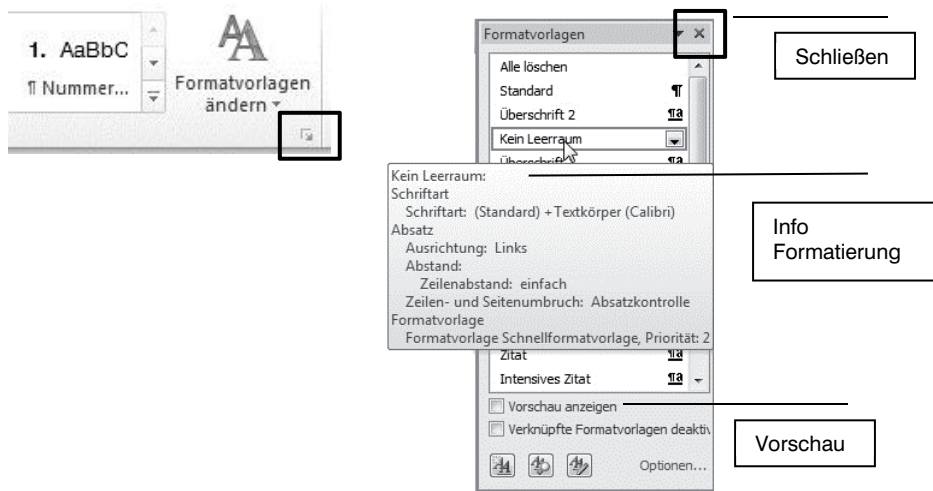 1. AaBbC
¶ Nummer...
Formatvorlagen
ändern
Formatvorlagen
Alle löschen
Standard ¶
Überschrift 2 ¶a
Kein Leerraum
Überschrift ¶a
Kein Leerraum:
Schriftart
Schriftart: (Standard) + Textkörper (Calibri)
Absatz
Ausrichtung: Links
Abstand:
Zeilenabstand: einfach
Zeilen- und Seitenumbruch: Absatzkontrolle
Formatvorlage
Formatvorlage Schnellformatvorlage, Priorität: 2
Zitat ¶a
Intensives Zitat ¶a
Vorschau anzeigen
Verknüpfte Formatvorlagen deaktiv
Optionen...
Schließen
Info
Formatierung
Vorschau